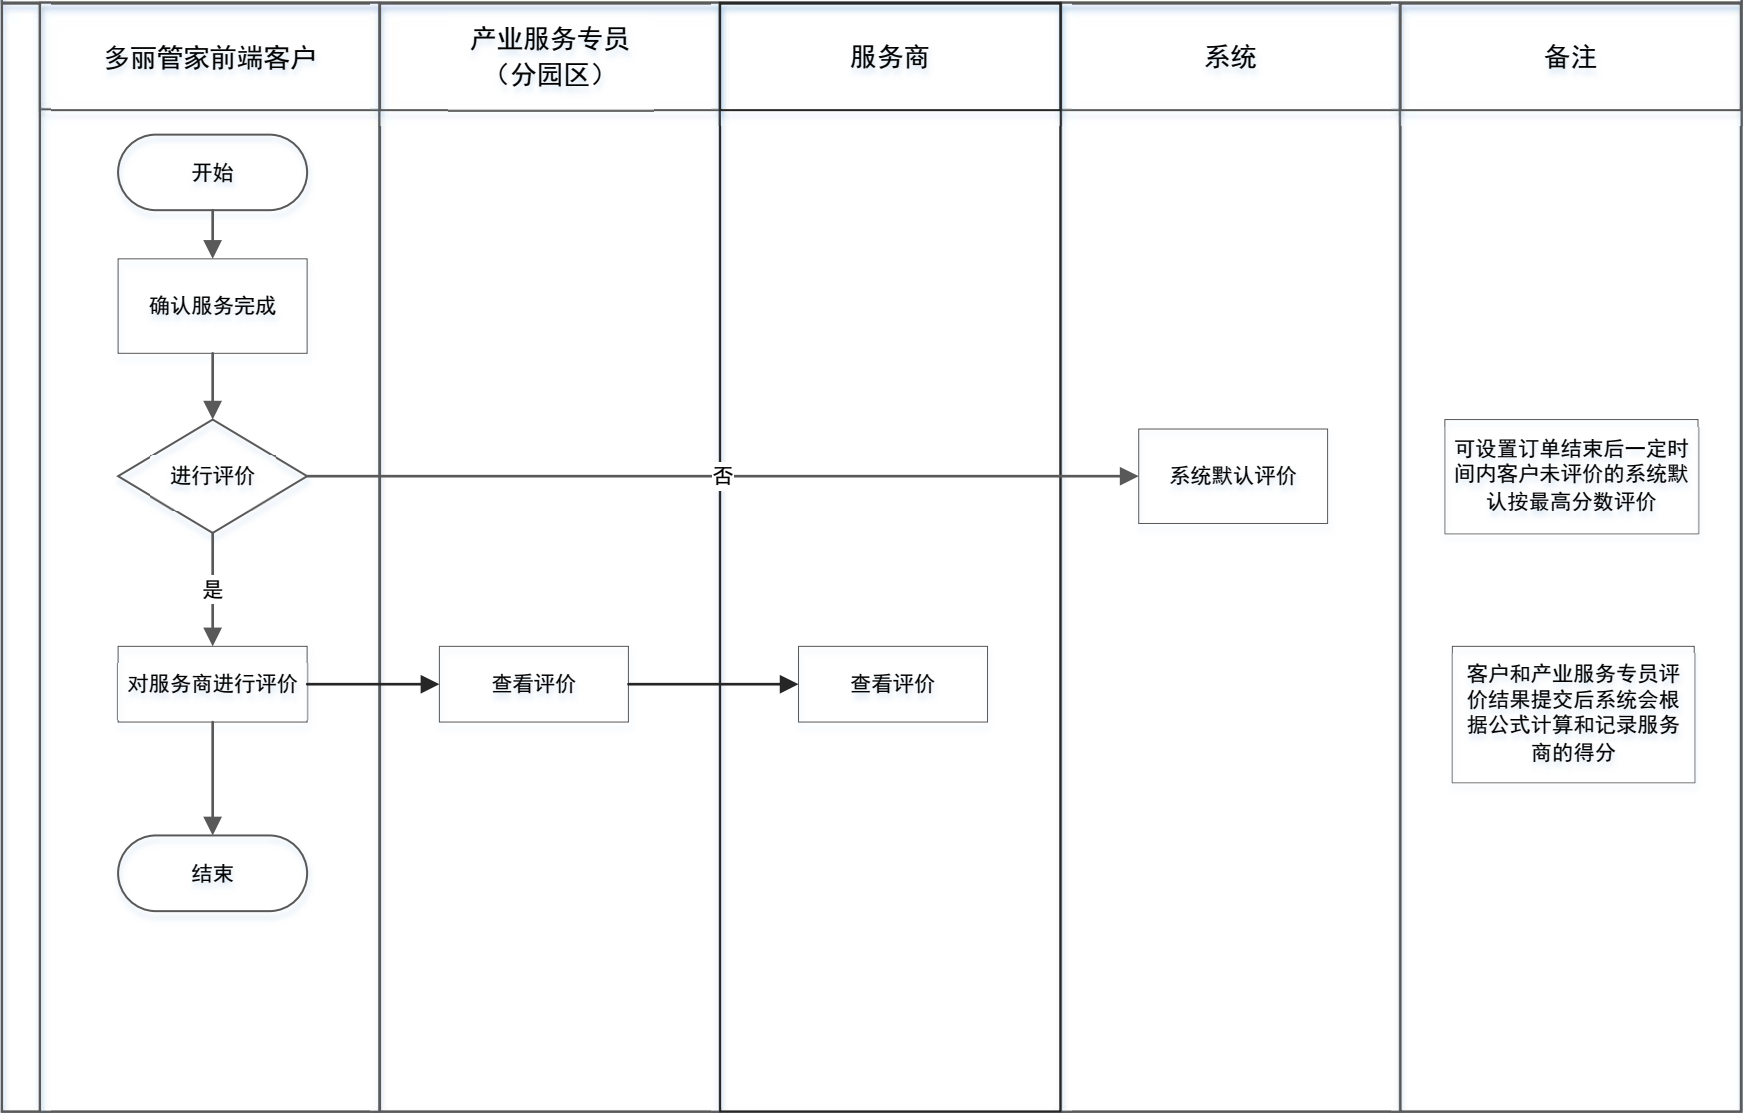 多丽管家前端客户
产业服务专员
（分园区）
服务商
系统
备注
开始
确认服务完成
进行评价
否
系统默认评价
可设置订单结束后一定时
间内客户未评价的系统默
认按最高分数评价
是
对服务商进行评价
查看评价
查看评价
客户和产业服务专员评
价结果提交后系统会根
据公式计算和记录服务
商的得分
结束